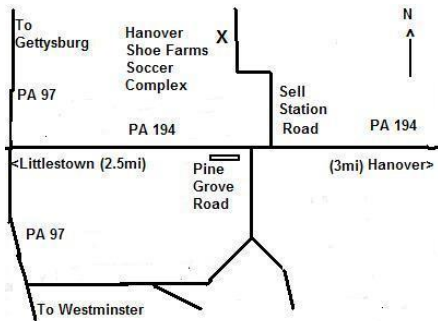 To
Gettysburg
Hanover
Shoe Farms
Soccer
Complex
X
N
PA 97
Sell
Station
Road
PA 194
PA 194
<Littlestown (2.5mi)
Pine
Grove
Road
(3mi) Hanover>
PA 97
To Westminster